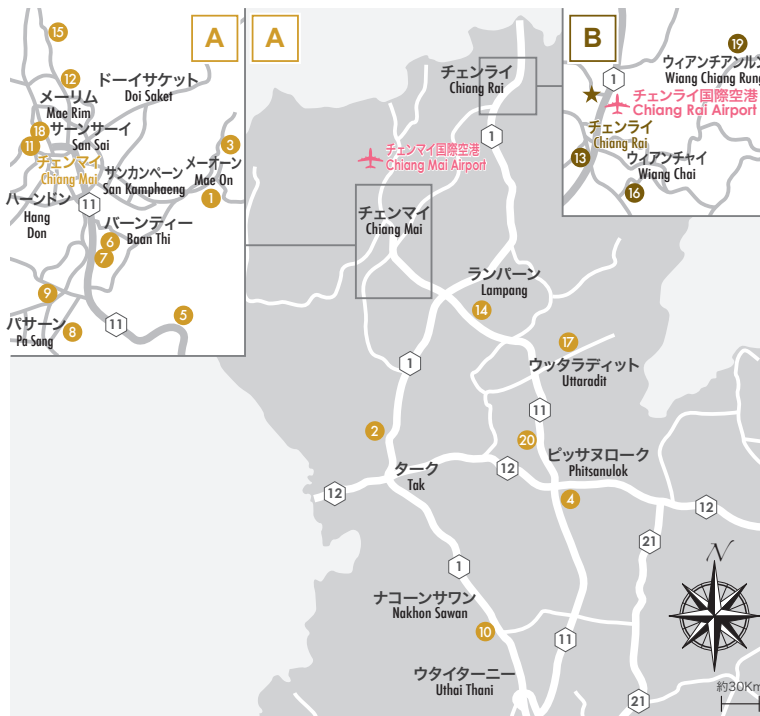 A
15
12
ドーイサケット
Doi Saket
メーリム
Mae Rim
18
サーンサーイ
San Sai
11
3
チェンマイ
Chiang Mai
サンカンペーン
San Kamphaeng
メーオーン
Mae On
1
ハーンドン
Hang
Don
11
バーンティー
Baan Thi
6
7
9
5
パサーン
Pa Sang
8
11
A
チェンライ
Chiang Rai
1
チェンマイ国際空港
Chiang Mai Airport
チェンマイ
Chiang Mai
B
19
ウィアンチアンルン
Wiang Chiang Rung
1
チェンライ国際空港
Chiang Rai Airport
チェンライ
Chiang Rai
13
ウィアンチャイ
Wiang Chai
16
ランパーン
Lampang
14
17
ウッタラディット
Uttaradit
1
11
2
20
ピッサヌローク
Phitsanulok
ターク
Tak
12
12
4
12
21
1
ナコーンサワン
Nakhon Sawan
10
11
ウタイターニー
Uthai Thani
21
N
約30Km